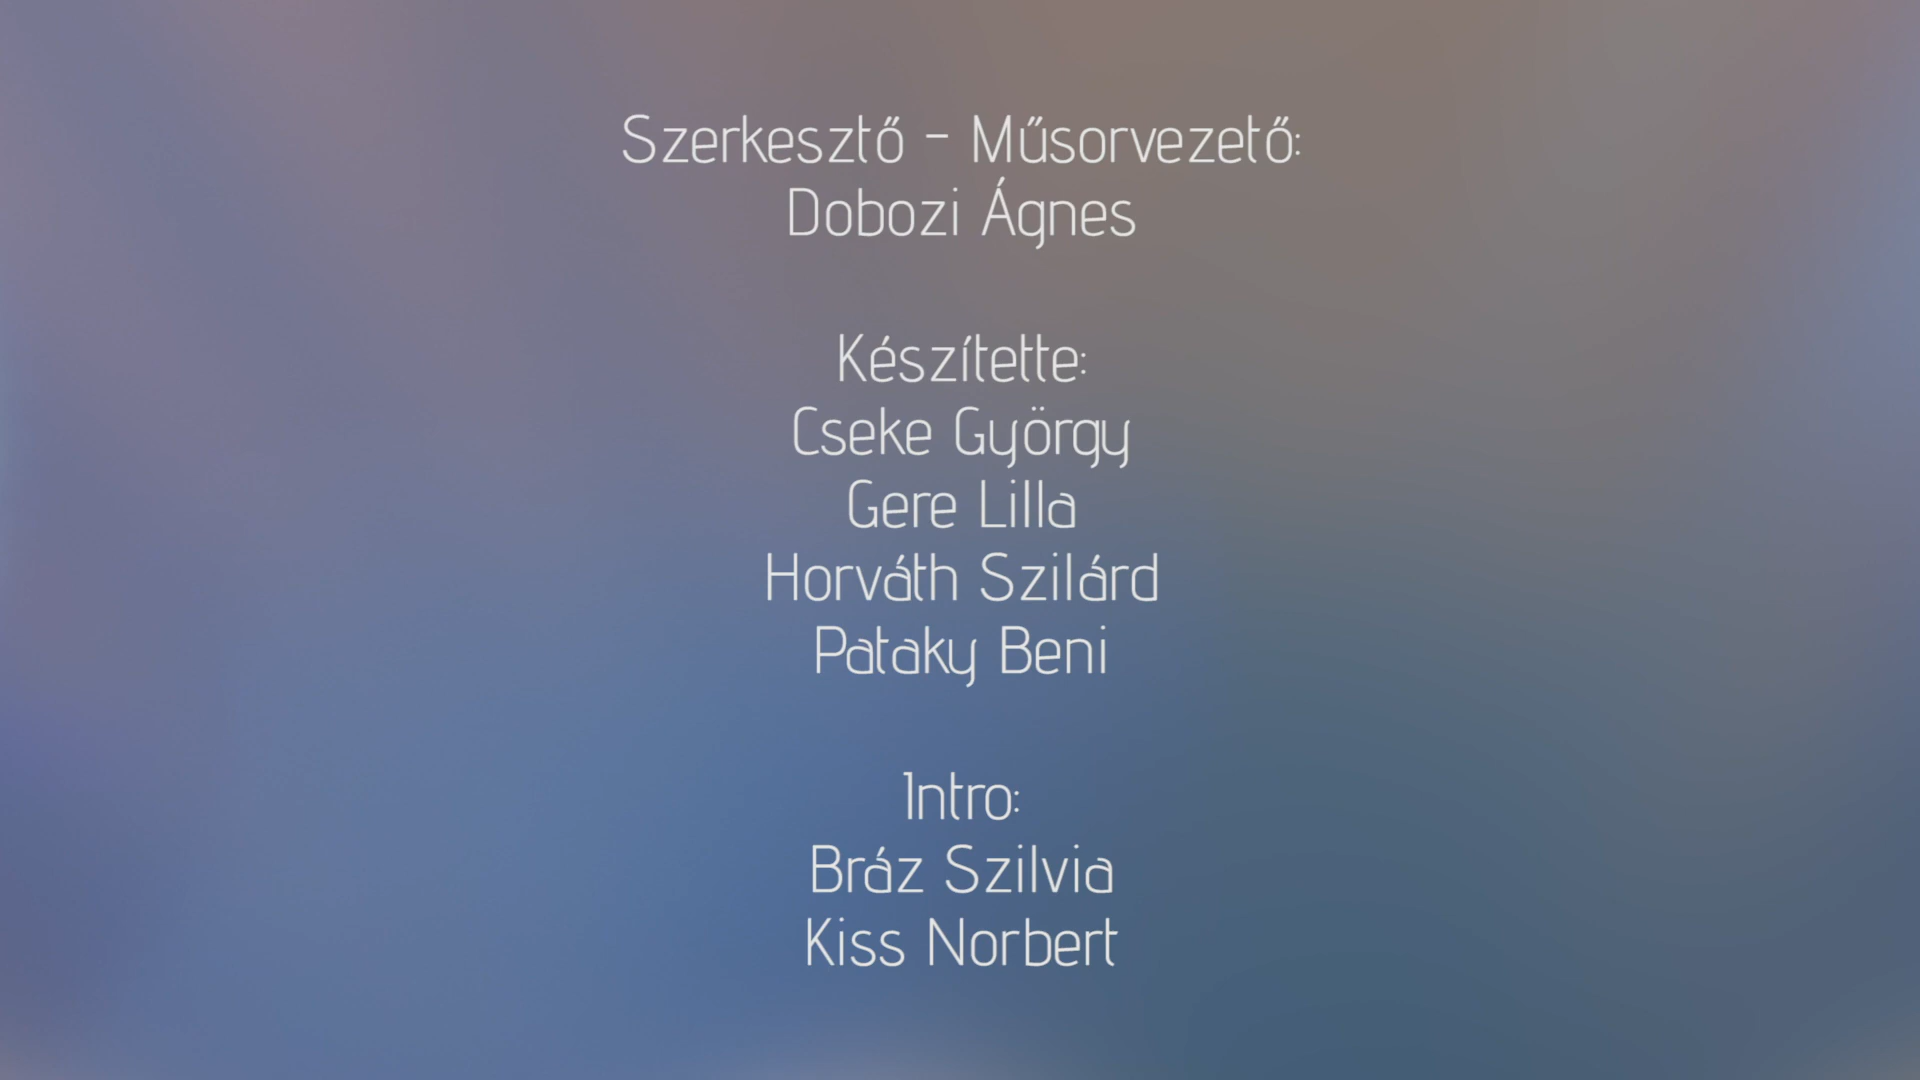 Szerkesztő - Műsorvezető:
Dobozi Ágnes
Készítette:
Cseke György
Gere Lilla
Horváth Szilárd
Pataky Beni
Intro:
Bráz Szilvia
Kiss Norbert